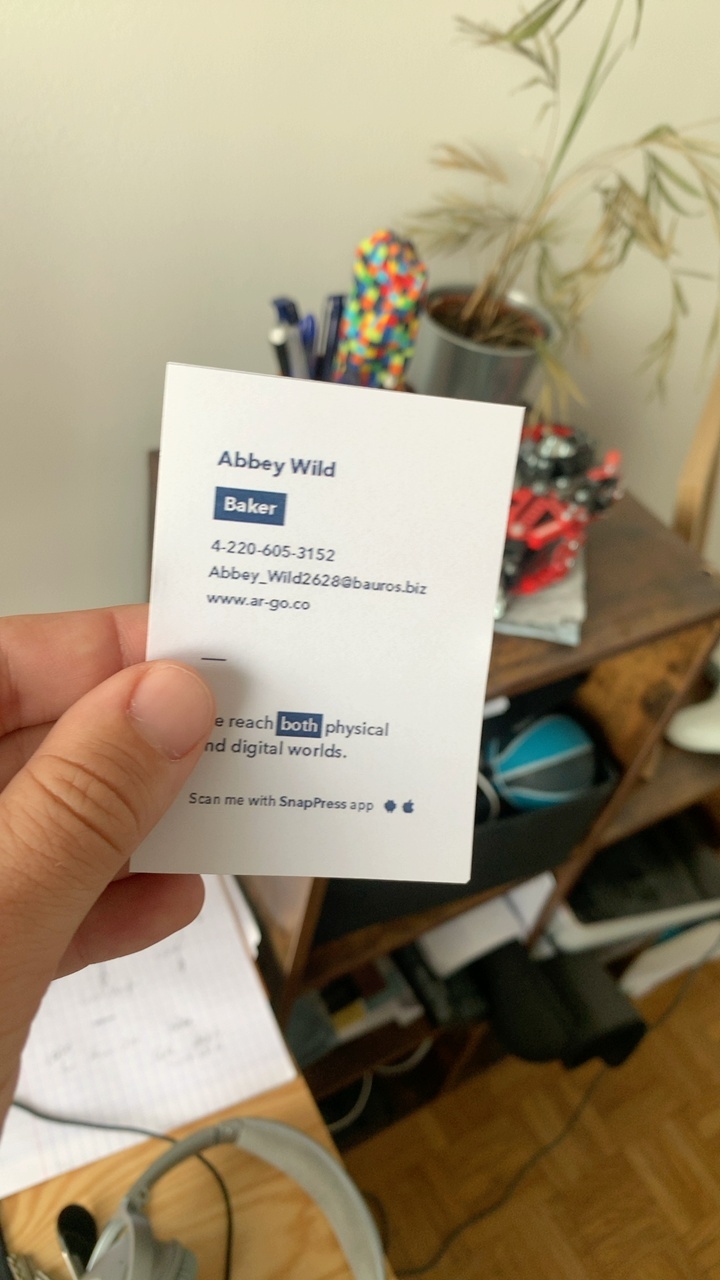 Abbey Wild
Baker
4-220-605-3152
Abbey_Wild2628@bauros.biz
www.ar-go.co
e reach both physical
nd digital worlds.
Scan me with SnapPress app